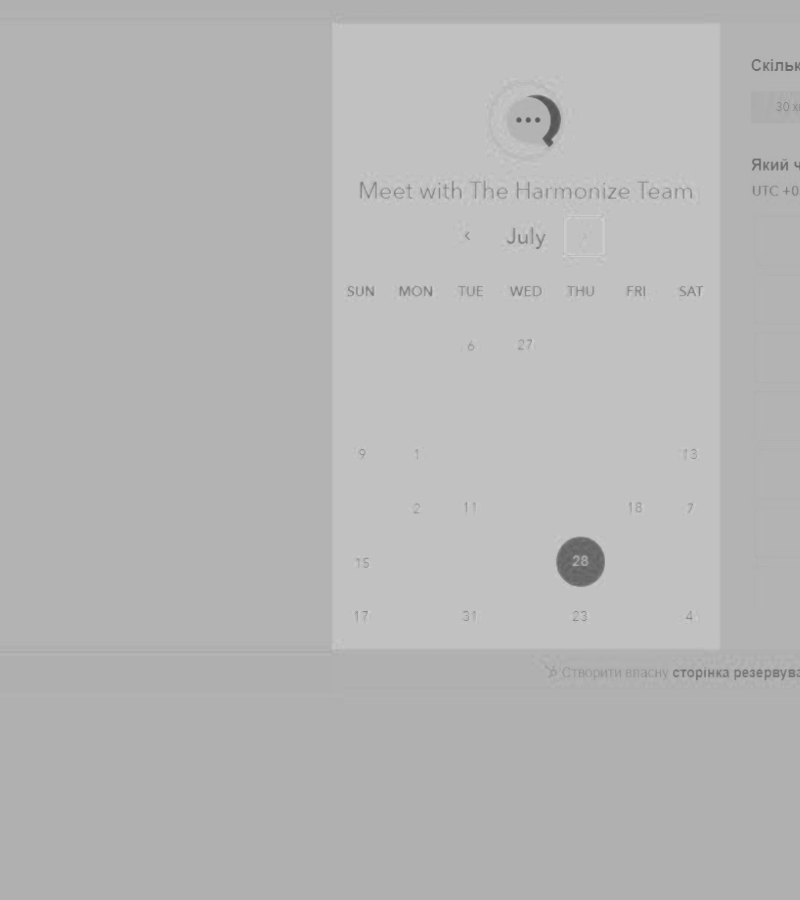 Meet with The Harmonize Team
‹ July ›
SUN MON TUE WED THU FRI SAT
6 27
9 1 13
2 11 18 7
15 28
17 31 23 4
Скільк
30 х
Який ч
UTC +0
Створити власну сторінка резервува